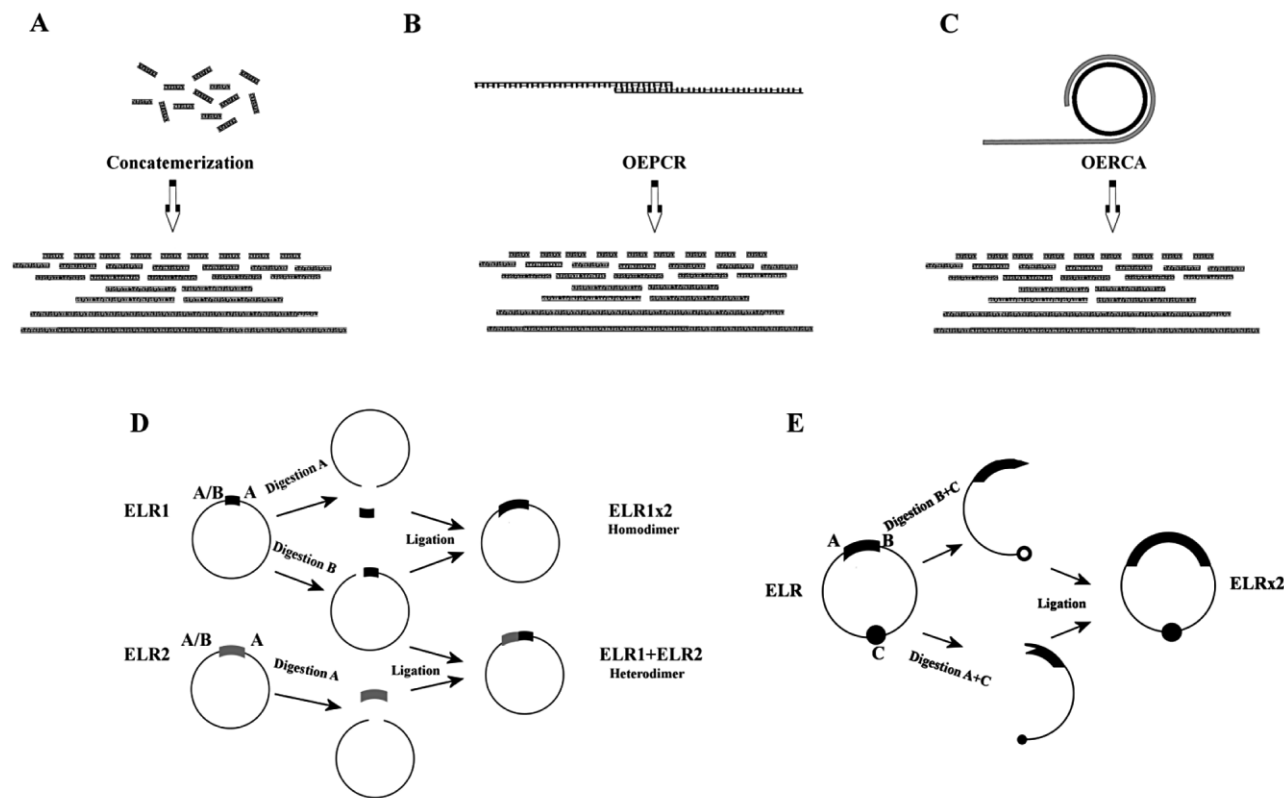 A
B
C
Concatemerization
OEPCR
OERCA
D
ELR1
A/B A
Digestion A
Digestion B
Ligation
ELR1x2
Homodimer
ELR2
A/B A
Digestion A
Ligation
ELR1+ELR2
Heterodimer
E
ELR
A B
C
Digestion B+C
Digestion A+C
Ligation
ELRx2